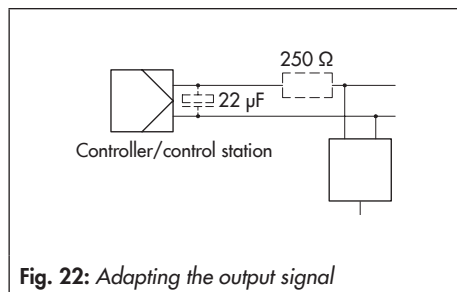 250 Ω
22 µF
Controller/control station
Fig. 22: Adapting the output signal